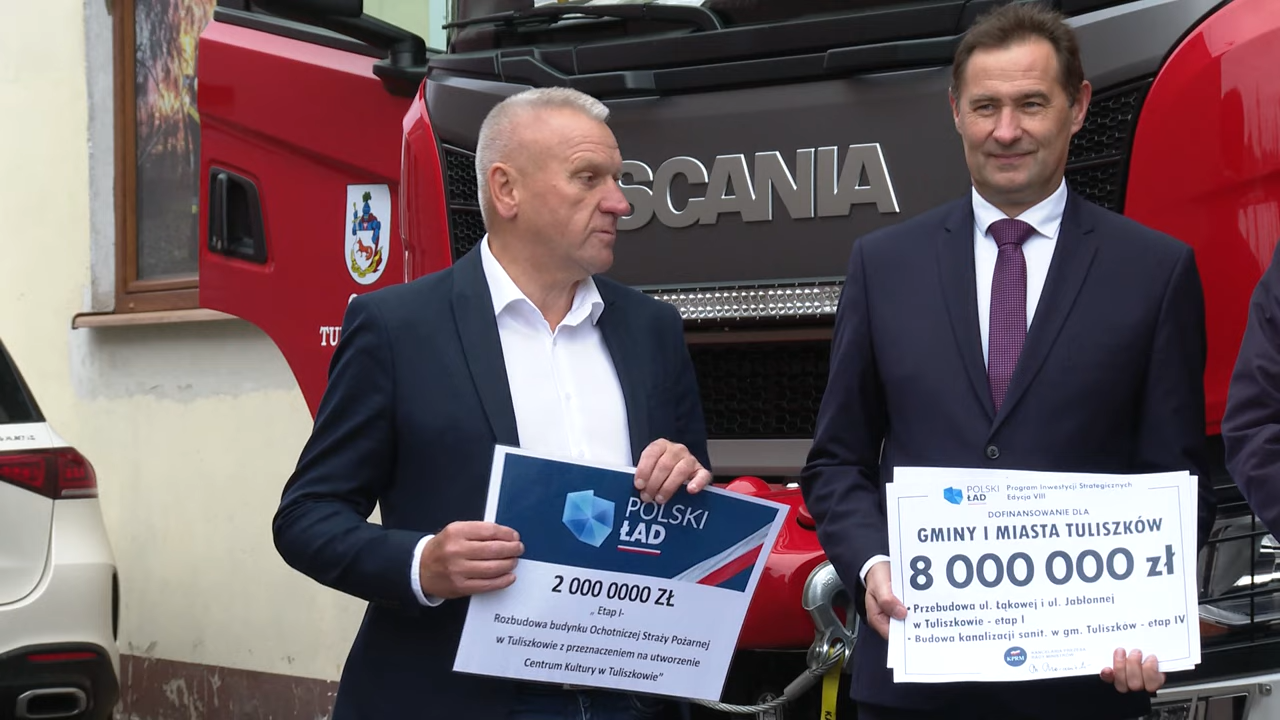 SCANIA
TU
POLSKI
ŁAD
2 000 0000 ZŁ
„ Etap I-
Rozbudowa budynku Ochotniczej Straży Pożarnej
w Tuliszkowie z przeznaczeniem na utworzenie
Centrum Kultury w Tuliszkowie”
POLSKI
ŁAD
Program Inwestycji Strategicznych
Edycja VIII
DOFINANSOWANIE DLA
GMINY I MIASTA TULISZKÓW
8 000 000 zł
• Przebudowa ul. Łąkowej i ul. Jabłonnej
w Tuliszkowie - etap I
• Budowa kanalizacji sanit. w gm. Tuliszków - etap IV
KPRM